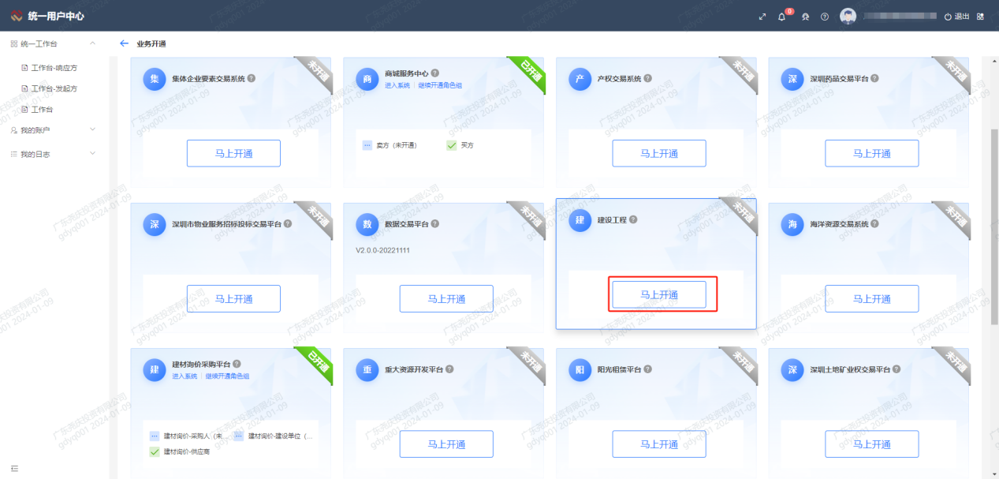 统一用户中心
0
退出
统一工作台
业务开通
工作台-响应方
工作台-发起方
工作台
我的账户
我的日志
集 集体企业要素交易系统 ? 未开通
马上开通
商 商城服务中心 ? 已开通
进入系统 | 继续开通角色组
卖方（未开通） 买方
产 产权交易系统 ? 未开通
马上开通
深 深圳药品交易平台 ? 未开通
马上开通
深 深圳市物业服务招标投标交易平台 ? 未开通
马上开通
数 数据交易平台 ? 未开通
V2.0.0-20221111
马上开通
建 建设工程 ? 未开通
马上开通
海 海洋资源交易系统 ? 未开通
马上开通
建 建材询价采购平台 ? 已开通
进入系统 | 继续开通角色组
建材询价-采购人（未... 建材询价-建设单位（...
建材询价-供应商
重 重大资源开发平台 ? 未开通
马上开通
阳 阳光租赁平台 ? 未开通
马上开通
深 深圳土地矿业权交易平台 ? 未开通
马上开通
广东尧庆投资有限公司
gdyq001 2024-01-09